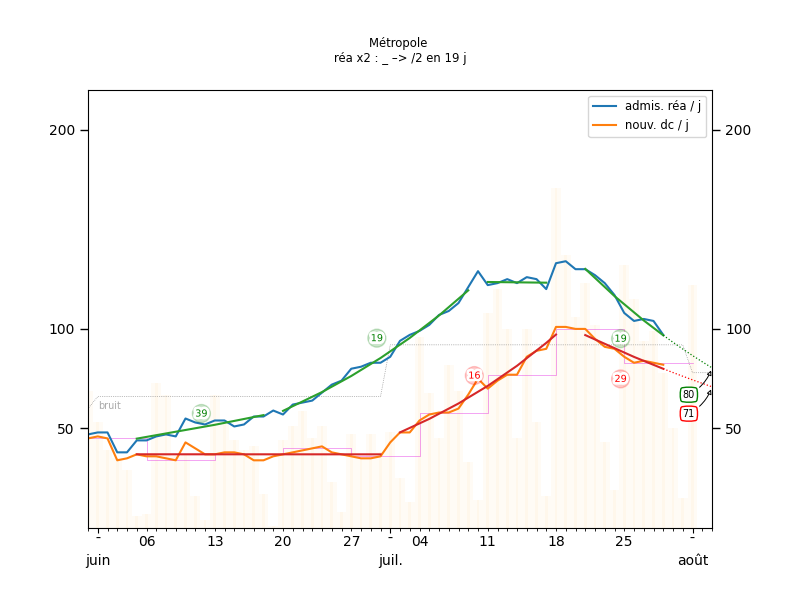 Métropole
réa x2 : _ –> /2 en 19 j
admis. réa / j
nouv. dc / j
200
200
100
100
50
50
19
19
16
29
39
80
71
bruit
- 06 13 20 27 - 04 11 18 25 -
juin juil. août